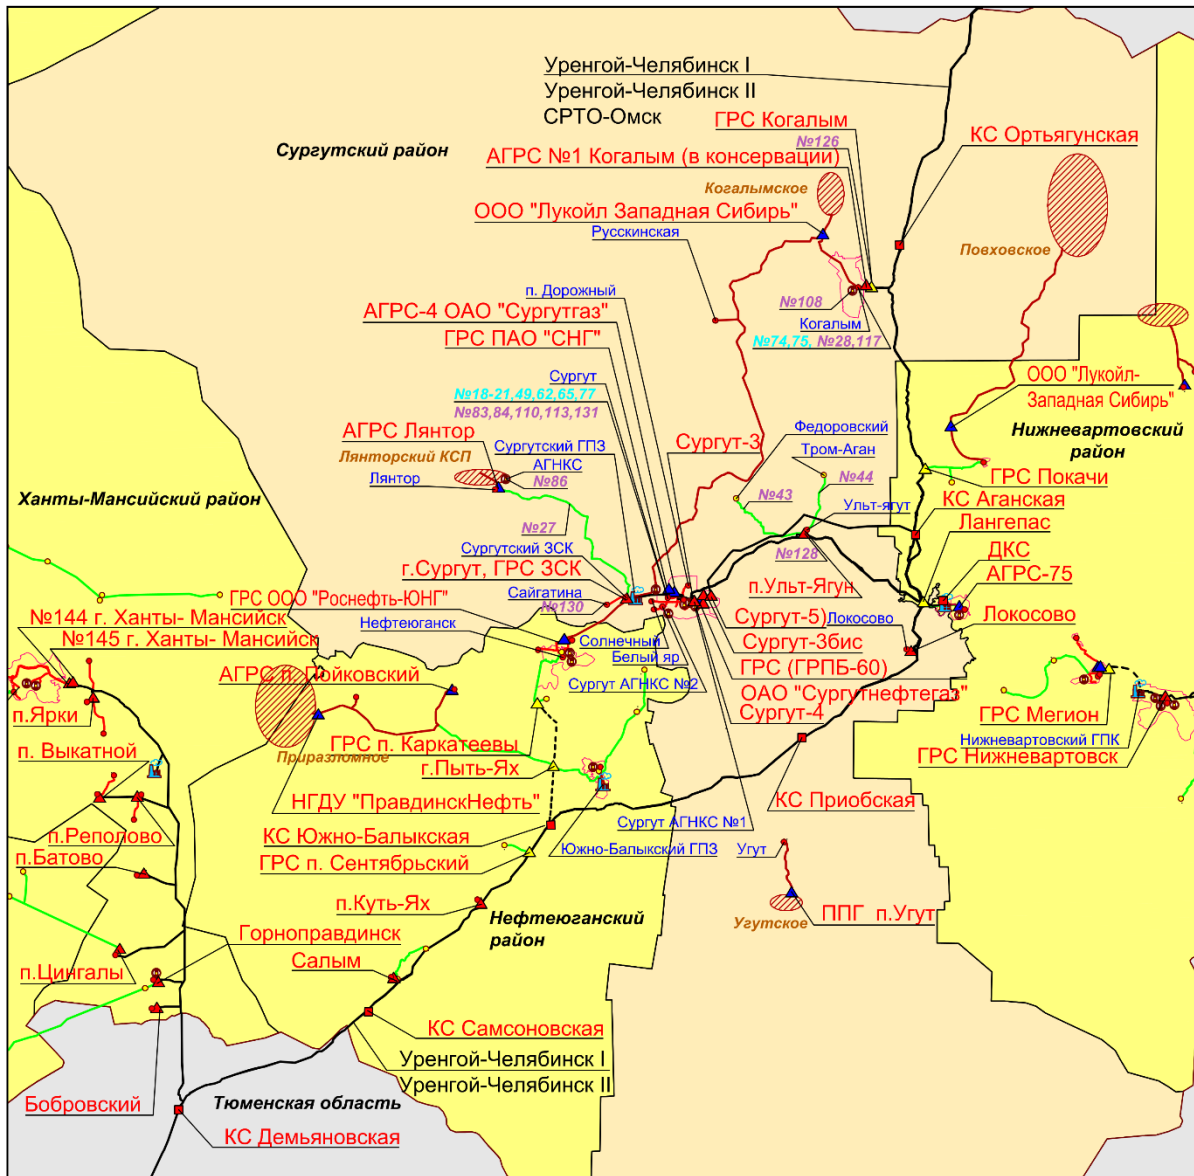 Уренгой-Челябинск I
Уренгой-Челябинск II
СРТО-Омск
ГРС Когалым
№126
КС Ортьягунская
Сургутский район
АГРС №1 Когалым (в консервации)
Когалымское
ООО "Лукойл Западная Сибирь"
Русскинская
Повховское
п. Дорожный
№108
АГРС-4 ОАО "Сургутгаз"
Когалым
ГРС ПАО "СНГ"
№74,75, №28,117
Сургут
№18-21,49,62,65,77
№83,84,110,113,131
ООО "Лукойл-
Западная Сибирь"
АГРС Лянтор
Сургутский ГПЗ
Сургут-3
Федоровский
Нижневартовский
район
Лянторский КСП
Тром-Аган
АГНКС
Лянтор
№86
ГРС Покачи
№43
№44
Ханты-Мансийский район
КС Аганская
Ульт-ягут
№27
Лангепас
Сургутский ЗСК
№128
ДКС
г.Сургут, ГРС ЗСК
АГРС-75
п.Ульт-Ягун
Сайгатина
ГРС ООО "Роснефть-ЮНГ"
№130
№144 г. Ханты- Мансийск
Сургут-5)
Локосово
Локосово
Нефтеюганск
№145 г. Ханты- Мансийск
Солнечный
Сургут-3бис
Белый яр
АГРС п. Пойковский
ГРС (ГРПБ-60)
Сургут АГНКС №2
ОАО "Сургутнефтегаз"
п.Ярки
Сургут-4
ГРС Мегион
ГРС п. Каркатеевы
Нижневартовский ГПК
п. Выкатной
Приразломное
ГРС Нижневартовск
г.Пыть-Ях
НГДУ "ПравдинскНефть"
КС Приобская
Сургут АГНКС №1
п.Реполово
КС Южно-Балыкская
Южно-Балыкский ГПЗ
Угут
п.Батово
ГРС п. Сентябрьский
п.Куть-Ях
Нефтеюганский
район
ППГ п.Угут
Угутское
Горноправдинск
Салым
п.Цингалы
КС Самсоновская
Уренгой-Челябинск I
Уренгой-Челябинск II
Бобровский
Тюменская область
КС Демьяновская